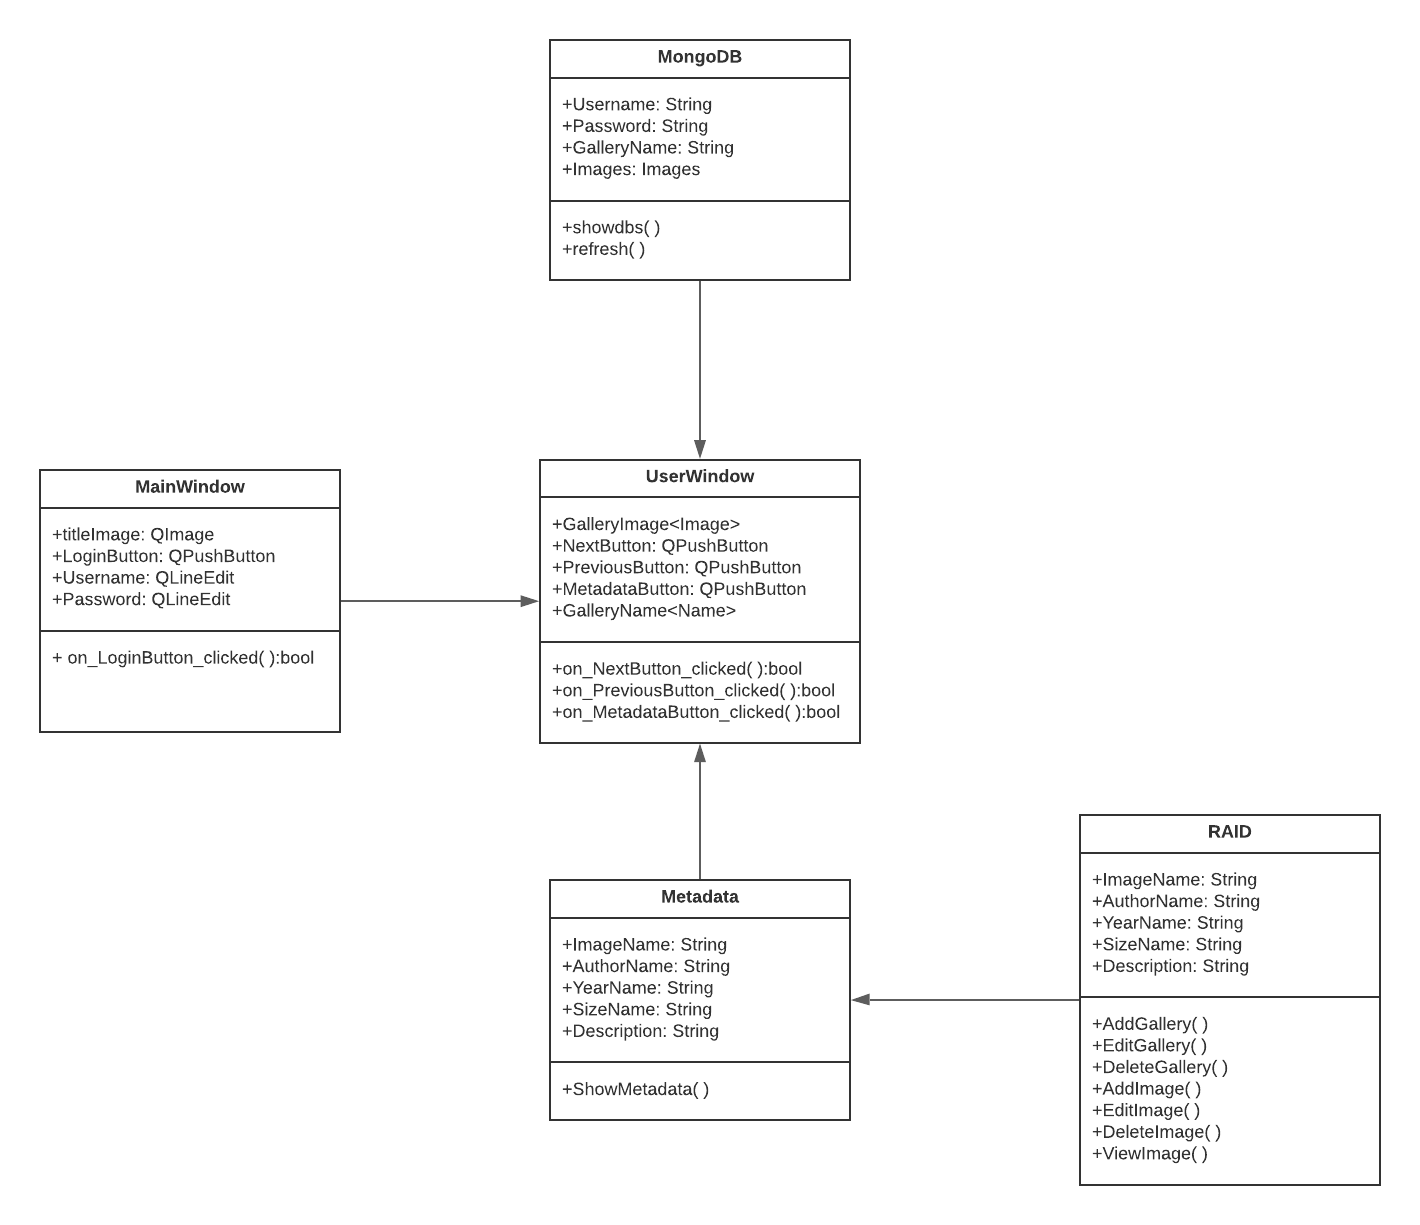 MongoDB
+Username: String
+Password: String
+GalleryName: String
+Images: Images
+showdbs( )
+refresh( )
MainWindow
+titleImage: QImage
+LoginButton: QPushButton
+Username: QLineEdit
+Password: QLineEdit
+ on_LoginButton_clicked( ):bool
UserWindow
+GalleryImage<Image>
+NextButton: QPushButton
+PreviousButton: QPushButton
+MetadataButton: QPushButton
+GalleryName<Name>
+on_NextButton_clicked( ):bool
+on_PreviousButton_clicked( ):bool
+on_MetadataButton_clicked( ):bool
Metadata
+ImageName: String
+AuthorName: String
+YearName: String
+SizeName: String
+Description: String
+ShowMetadata( )
RAID
+ImageName: String
+AuthorName: String
+YearName: String
+SizeName: String
+Description: String
+AddGallery( )
+EditGallery( )
+DeleteGallery( )
+AddImage( )
+EditImage( )
+DeleteImage( )
+ViewImage( )